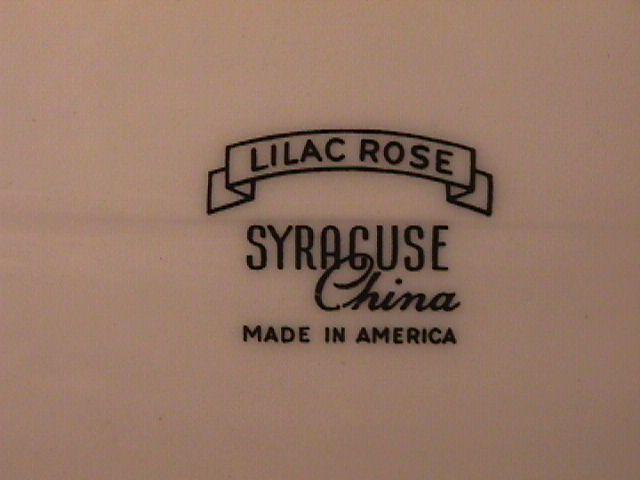 LILAC ROSE
SYRACUSE
China
MADE IN AMERICA